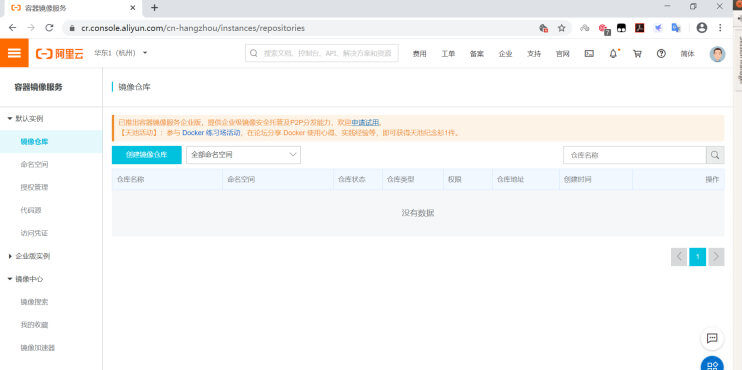 容器镜像服务
cr.console.aliyun.com/cn-hangzhou/instances/repositories
阿里云
华东1（杭州）
搜索文档、控制台、API、解决方案和资源
费用 工单 备案 企业 支持 官网 简体
容器镜像服务
镜像仓库
默认实例
镜像仓库
命名空间
授权管理
代码源
访问凭证
企业版实例
镜像中心
镜像搜索
我的收藏
镜像加速器
已推出容器镜像服务企业版，提供企业级镜像安全托管及P2P分发能力，欢迎申请试用。
【天池活动】：参与 Docker 练习场活动，在论坛分享 Docker 使用心得、实践经验等，即可获得天池纪念衫1件。
创建镜像仓库 全部命名空间 仓库名称
仓库名称 命名空间 仓库状态 仓库类型 权限 仓库地址 创建时间 操作
没有数据
1